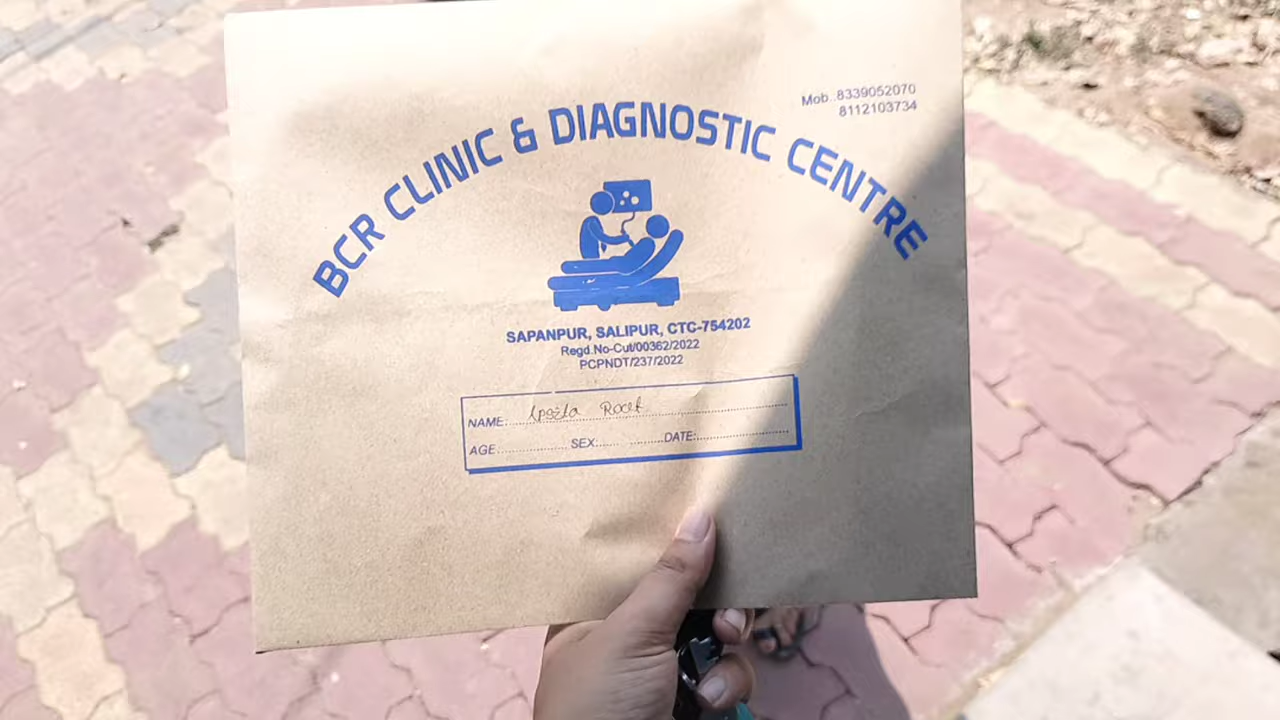 Mob.:8339052070
8112103734
BCR CLINIC & DIAGNOSTIC CENTRE
SAPANPUR, SALIPUR, CTC-754202
Regd.No-Cut/00362/2022
PCPNDT/237/2022
NAME:
AGE SEX: DATE: